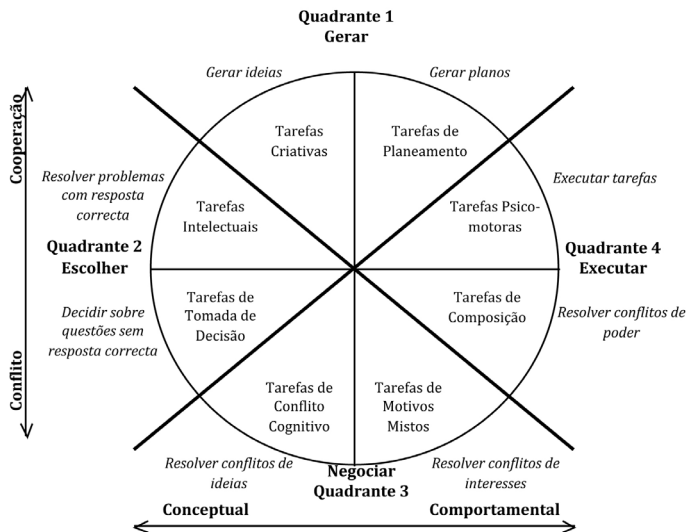 Quadrante 1
Gerar
Gerar ideias
Gerar planos
Cooperação
Tarefas
Criativas
Tarefas de
Planeamento
Resolver problemas
com resposta
correcta
Executar tarefas
Tarefas
Intelectuais
Tarefas Psico-
motoras
Quadrante 2
Escolher
Quadrante 4
Executar
Decidir sobre
questões sem
resposta correcta
Tarefas de
Tomada de
Decisão
Tarefas de
Composição
Resolver conflitos de
poder
Conflito
Tarefas de
Conflito
Cognitivo
Tarefas de
Motivos
Mistos
Resolver conflitos de
ideias
Negociar
Quadrante 3
Resolver conflitos de
interesses
Conceptual
Comportamental